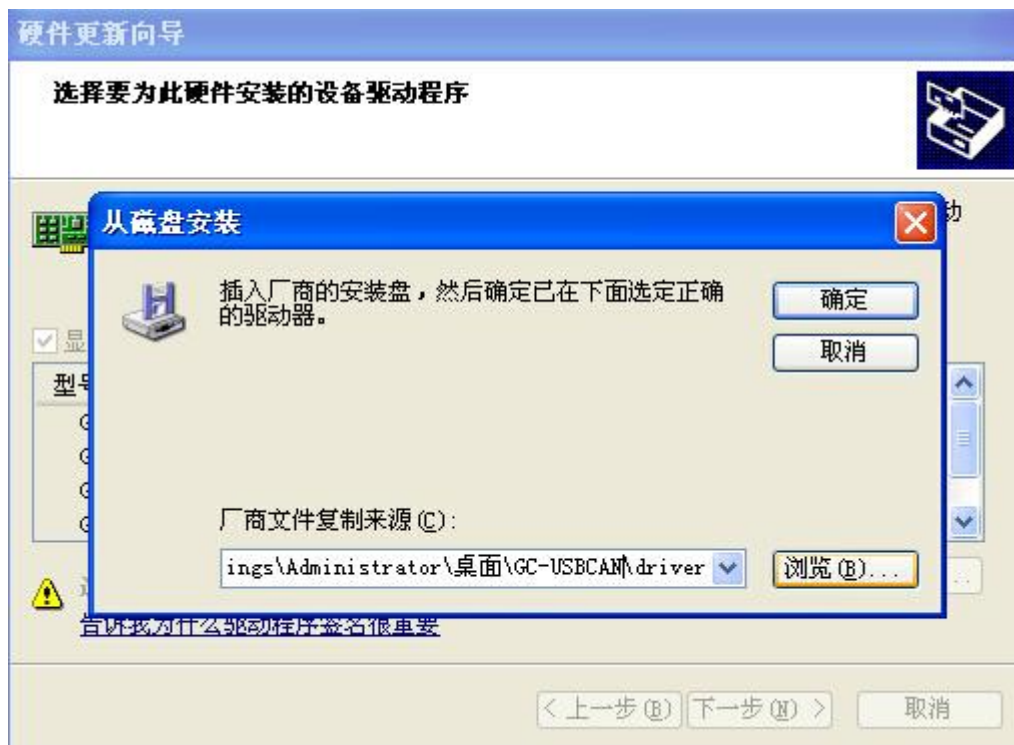 硬件更新向导
选择要为此硬件安装的设备驱动程序
动
从磁盘安装
插入厂商的安装盘，然后确定已在下面选定正确
的驱动器。
确定
取消
显
型号
G
G
G
G
厂商文件复制来源(C):
ings\Administrator\桌面\GC-USBCAN\driver
浏览(B)...
告诉我为什么驱动程序签名很重要
< 上一步(B)
下一步(N) >
取消